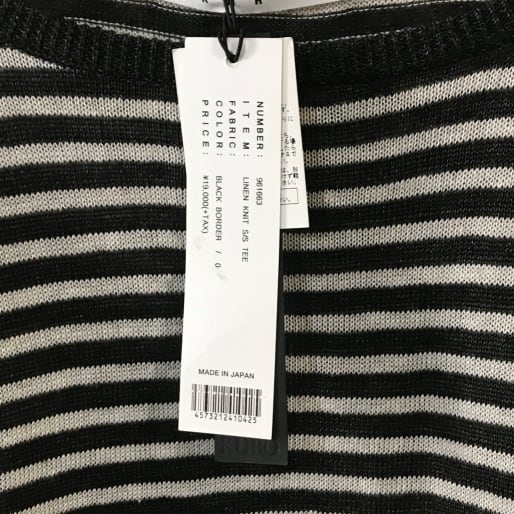 NUMBER: 961663
ITEM: LINEN KNIT S/S TEE
FABRIC:
COLOR: BLACK BORDER / 0
PRICE: ¥19,000(+TAX)
MADE IN JAPAN
4573212410425
KURO